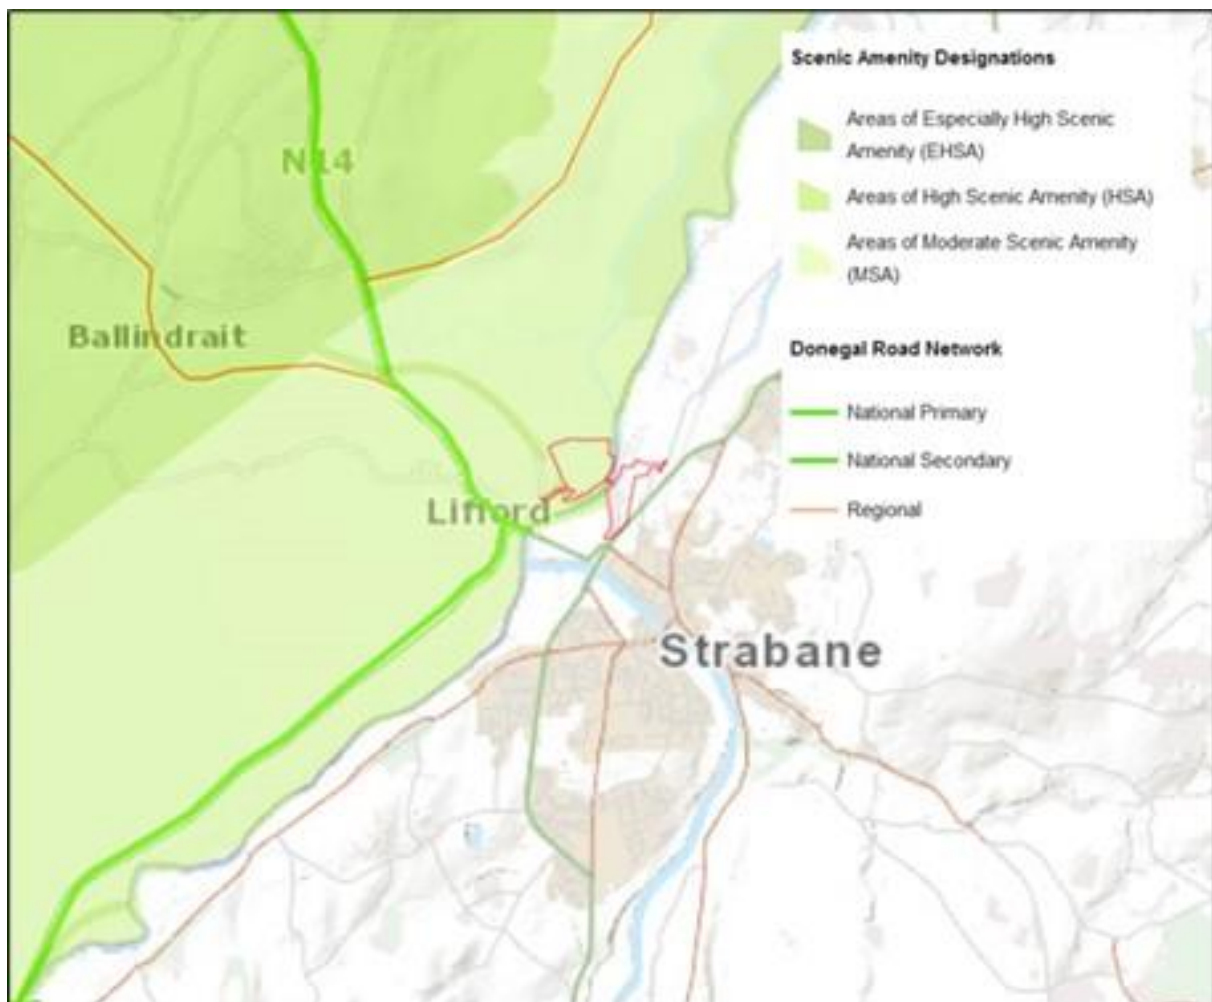 Scenic Amenity Designations
Areas of Especially High Scenic
Amenity (EHSA)
Areas of High Scenic Amenity (HSA)
Areas of Moderate Scenic Amenity
(MSA)
Donegal Road Network
National Primary
National Secondary
Regional
N14
Ballindrait
Lifford
Strabane